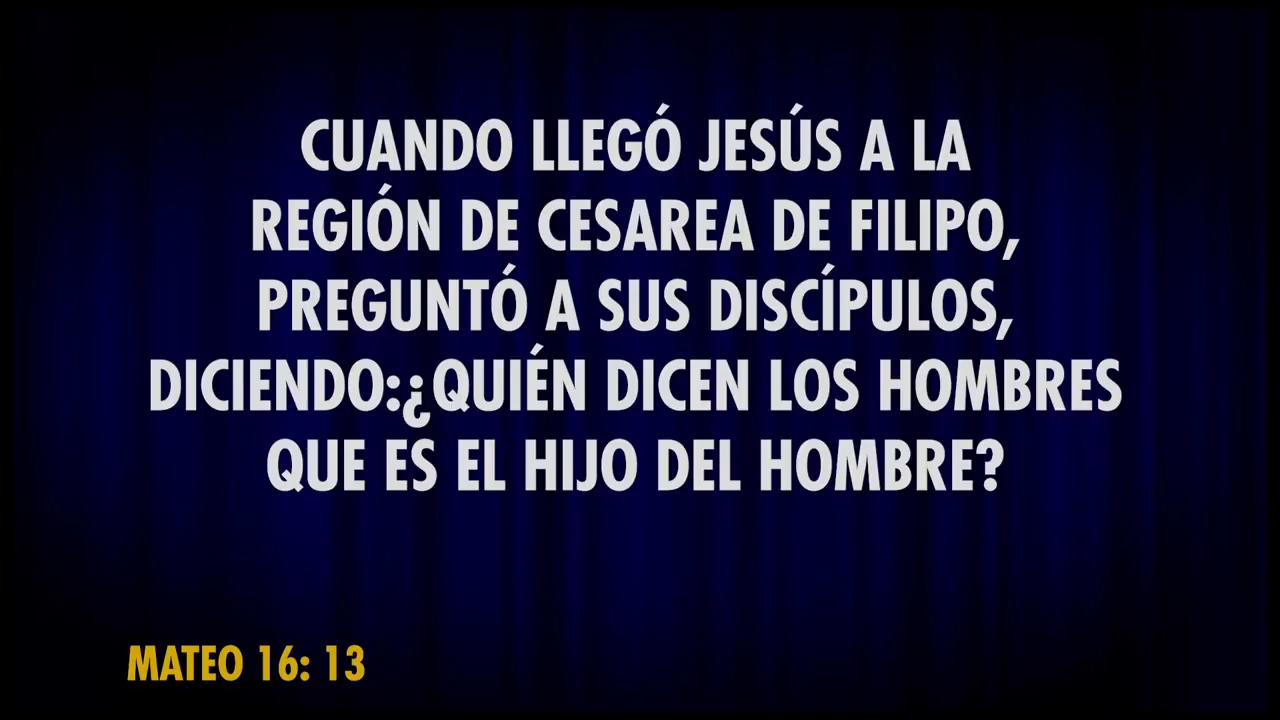 CUANDO LLEGÓ JESÚS A LA
REGIÓN DE CESAREA DE FILIPO,
PREGUNTÓ A SUS DISCÍPULOS,
DICIENDO:¿QUIÉN DICEN LOS HOMBRES
QUE ES EL HIJO DEL HOMBRE?
MATEO 16: 13